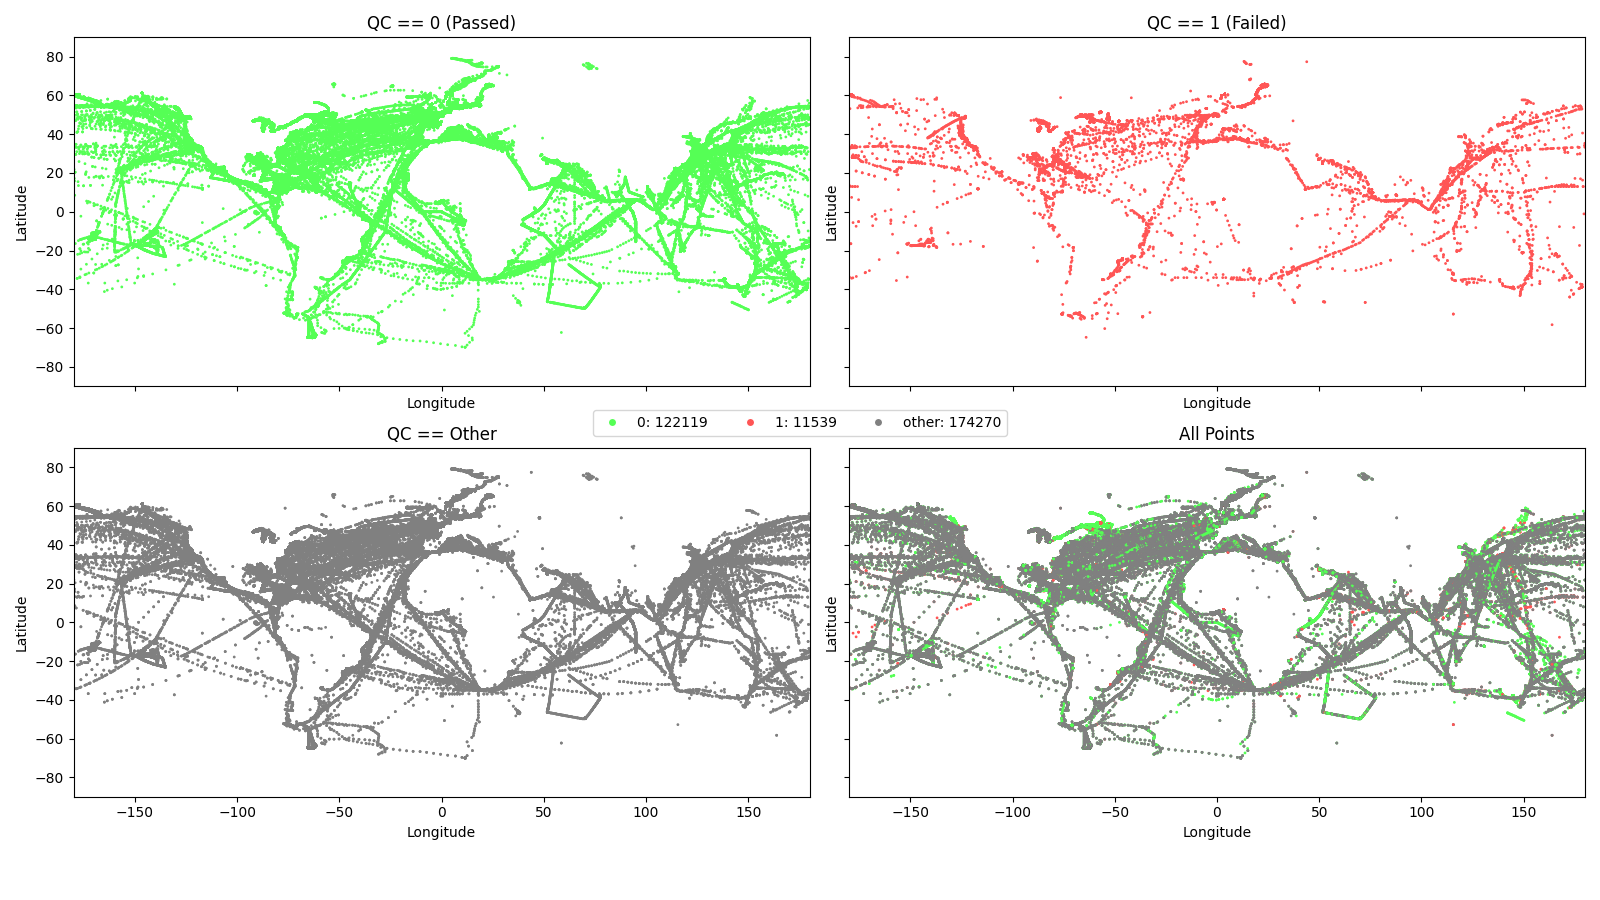 QC == 0 (Passed)
QC == 1 (Failed)
80
60
40
20
0
−20
−40
−60
−80
Latitude
Latitude
Longitude
Longitude
0: 122119 1: 11539 other: 174270
QC == Other
All Points
80
60
40
20
0
−20
−40
−60
−80
Latitude
Latitude
−150 −100 −50 0 50 100 150
−150 −100 −50 0 50 100 150
Longitude
Longitude